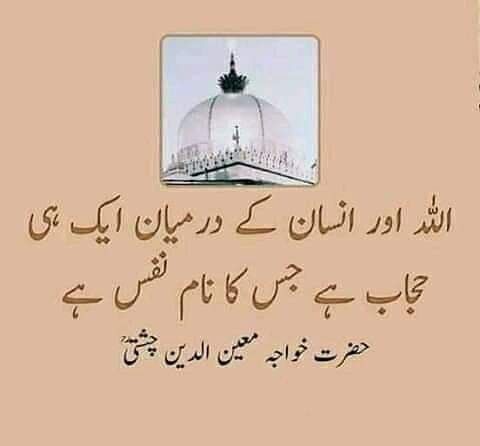 اللہ اور انسان کے درمیان ایک ہی
حجاب ہے جس کا نام نفس ہے
حضرت خواجہ معین الدین چشتیؒ